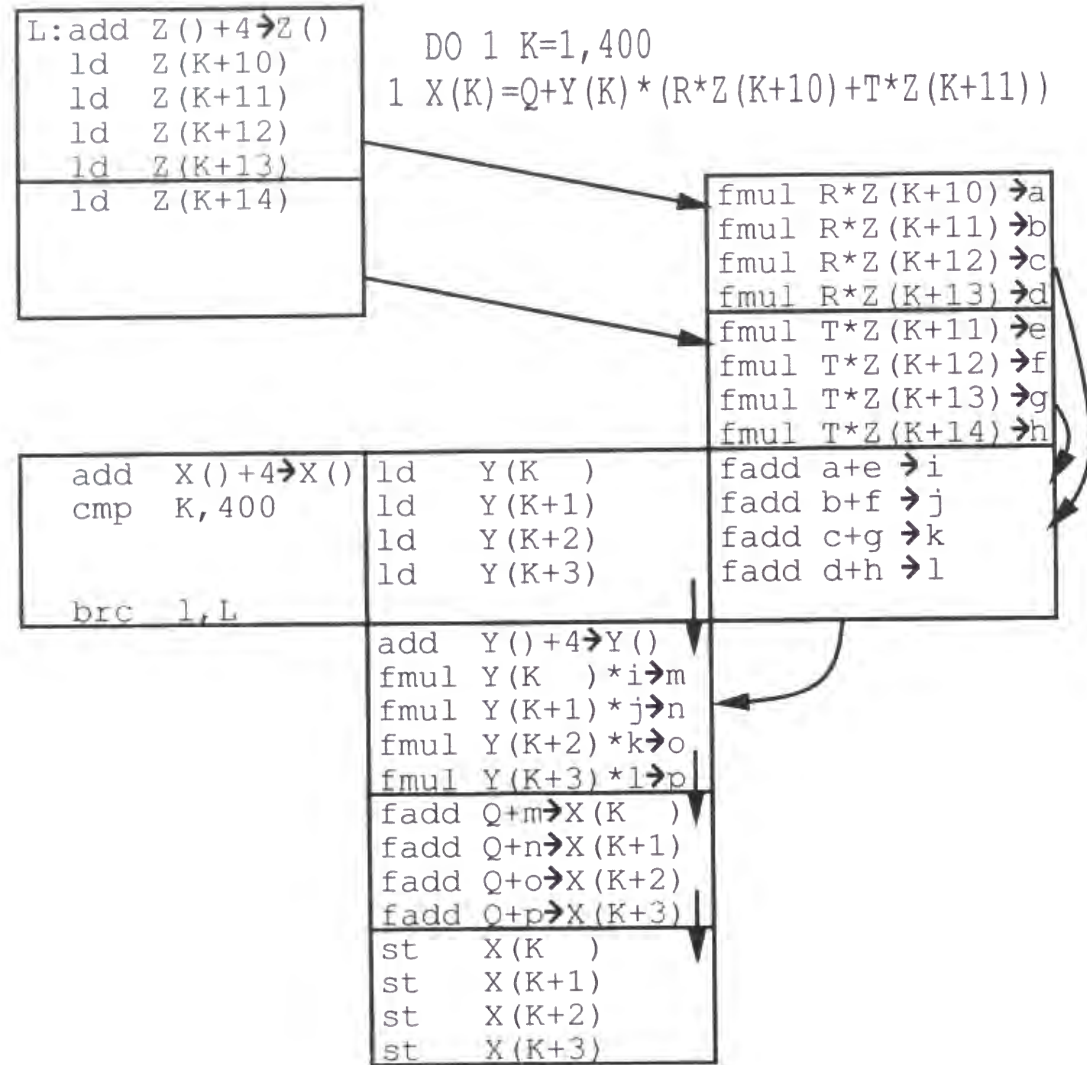 L:add Z()+4➔Z()
ld Z(K+10)
ld Z(K+11)
ld Z(K+12)
ld Z(K+13)
ld Z(K+14)
DO 1 K=1,400
1 X(K)=Q+Y(K)*(R*Z(K+10)+T*Z(K+11))
fmul R*Z(K+10)➔a
fmul R*Z(K+11)➔b
fmul R*Z(K+12)➔c
fmul R*Z(K+13)➔d
fmul T*Z(K+11)➔e
fmul T*Z(K+12)➔f
fmul T*Z(K+13)➔g
fmul T*Z(K+14)➔h
add X()+4➔X()
cmp K,400
brc 1,L
ld Y(K )
ld Y(K+1)
ld Y(K+2)
ld Y(K+3)
fadd a+e ➔i
fadd b+f ➔j
fadd c+g ➔k
fadd d+h ➔l
add Y()+4➔Y()
fmul Y(K )*i➔m
fmul Y(K+1)*j➔n
fmul Y(K+2)*k➔o
fmul Y(K+3)*l➔p
fadd Q+m➔X(K )
fadd Q+n➔X(K+1)
fadd Q+o➔X(K+2)
fadd Q+p➔X(K+3)
st X(K )
st X(K+1)
st X(K+2)
st X(K+3)